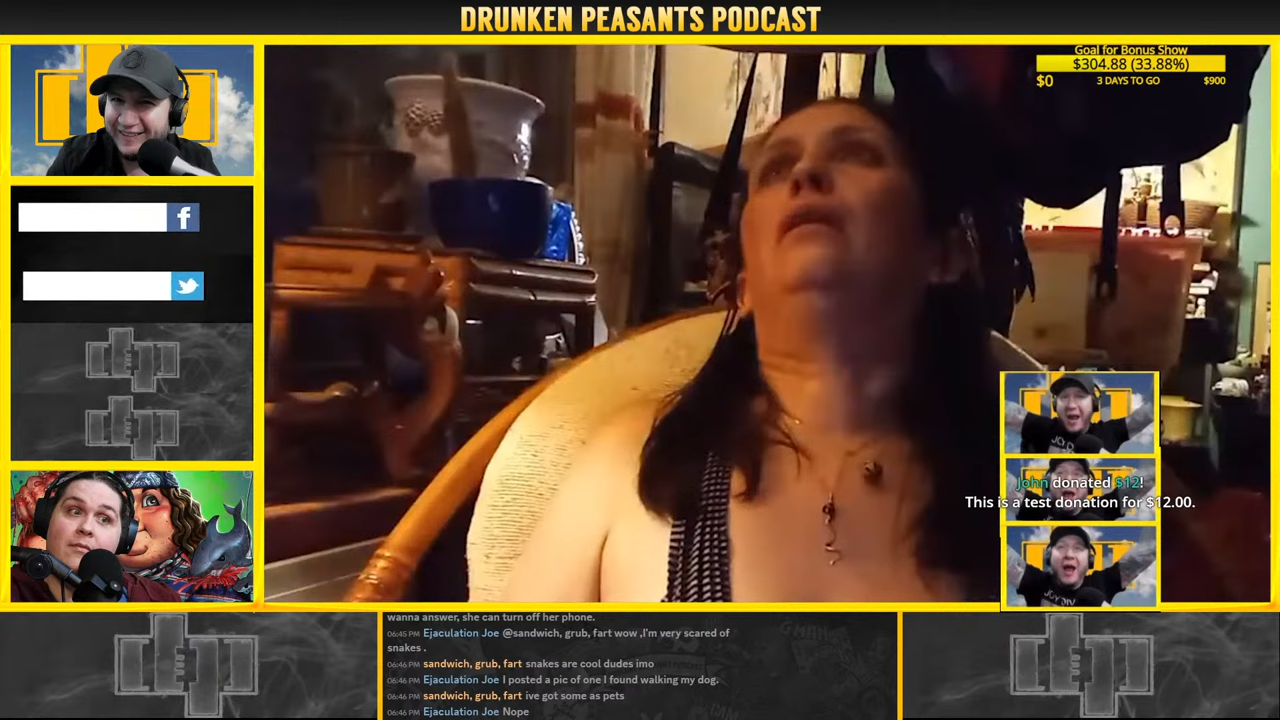 DRUNKEN PEASANTS PODCAST
Goal for Bonus Show
$304.88 (33.88%)
$0 3 DAYS TO GO $900
John donated $12!
This is a test donation for $12.00.
wanna answer, she can turn off her phone.
06:45 PM Ejaculation Joe @sandwich, grub, fart wow ,I'm very scared of
snakes .
06:46 PM sandwich, grub, fart snakes are cool dudes imo
06:46 PM Ejaculation Joe I posted a pic of one I found walking my dog.
06:46 PM sandwich, grub, fart ive got some as pets
06:46 PM Ejaculation Joe Nope